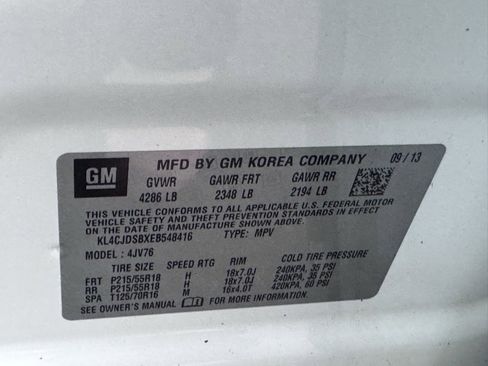 GM MFD BY GM KOREA COMPANY 09/13
GVWR GAWR FRT GAWR RR
4286 LB 2348 LB 2194 LB
THIS VEHICLE CONFORMS TO ALL APPLICABLE U.S. FEDERAL MOTOR
VEHICLE SAFETY AND THEFT PREVENTION STANDARDS IN EFFECT
ON THE DATE OF MANUFACTURE SHOWN ABOVE.
KL4CJDSBXEB548416 TYPE: MPV
MODEL: 4JV76
TIRE SIZE SPEED RTG RIM COLD TIRE PRESSURE
FRT P215/55R18 H 18x7.0J 240KPA, 35 PSI
RR P215/55R18 H 18x7.0J 240KPA, 35 PSI
SPA T125/70R16 M 16x4.0T 420KPA, 60 PSI
SEE OWNER'S MANUAL FOR MORE INFORMATION.